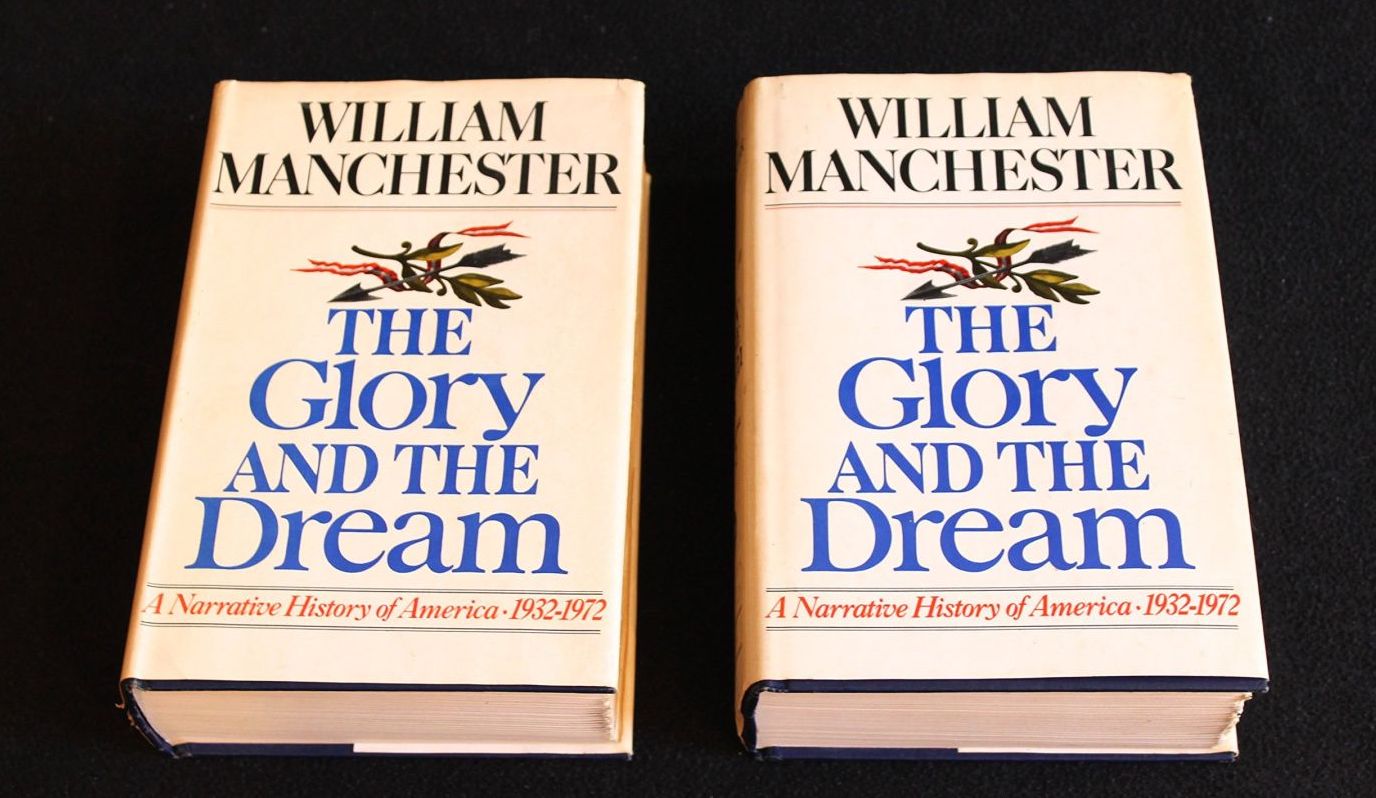 WILLIAM
MANCHESTER
THE
Glory
AND THE
Dream
A Narrative History of America · 1932-1972
WILLIAM
MANCHESTER
THE
Glory
AND THE
Dream
A Narrative History of America · 1932-1972